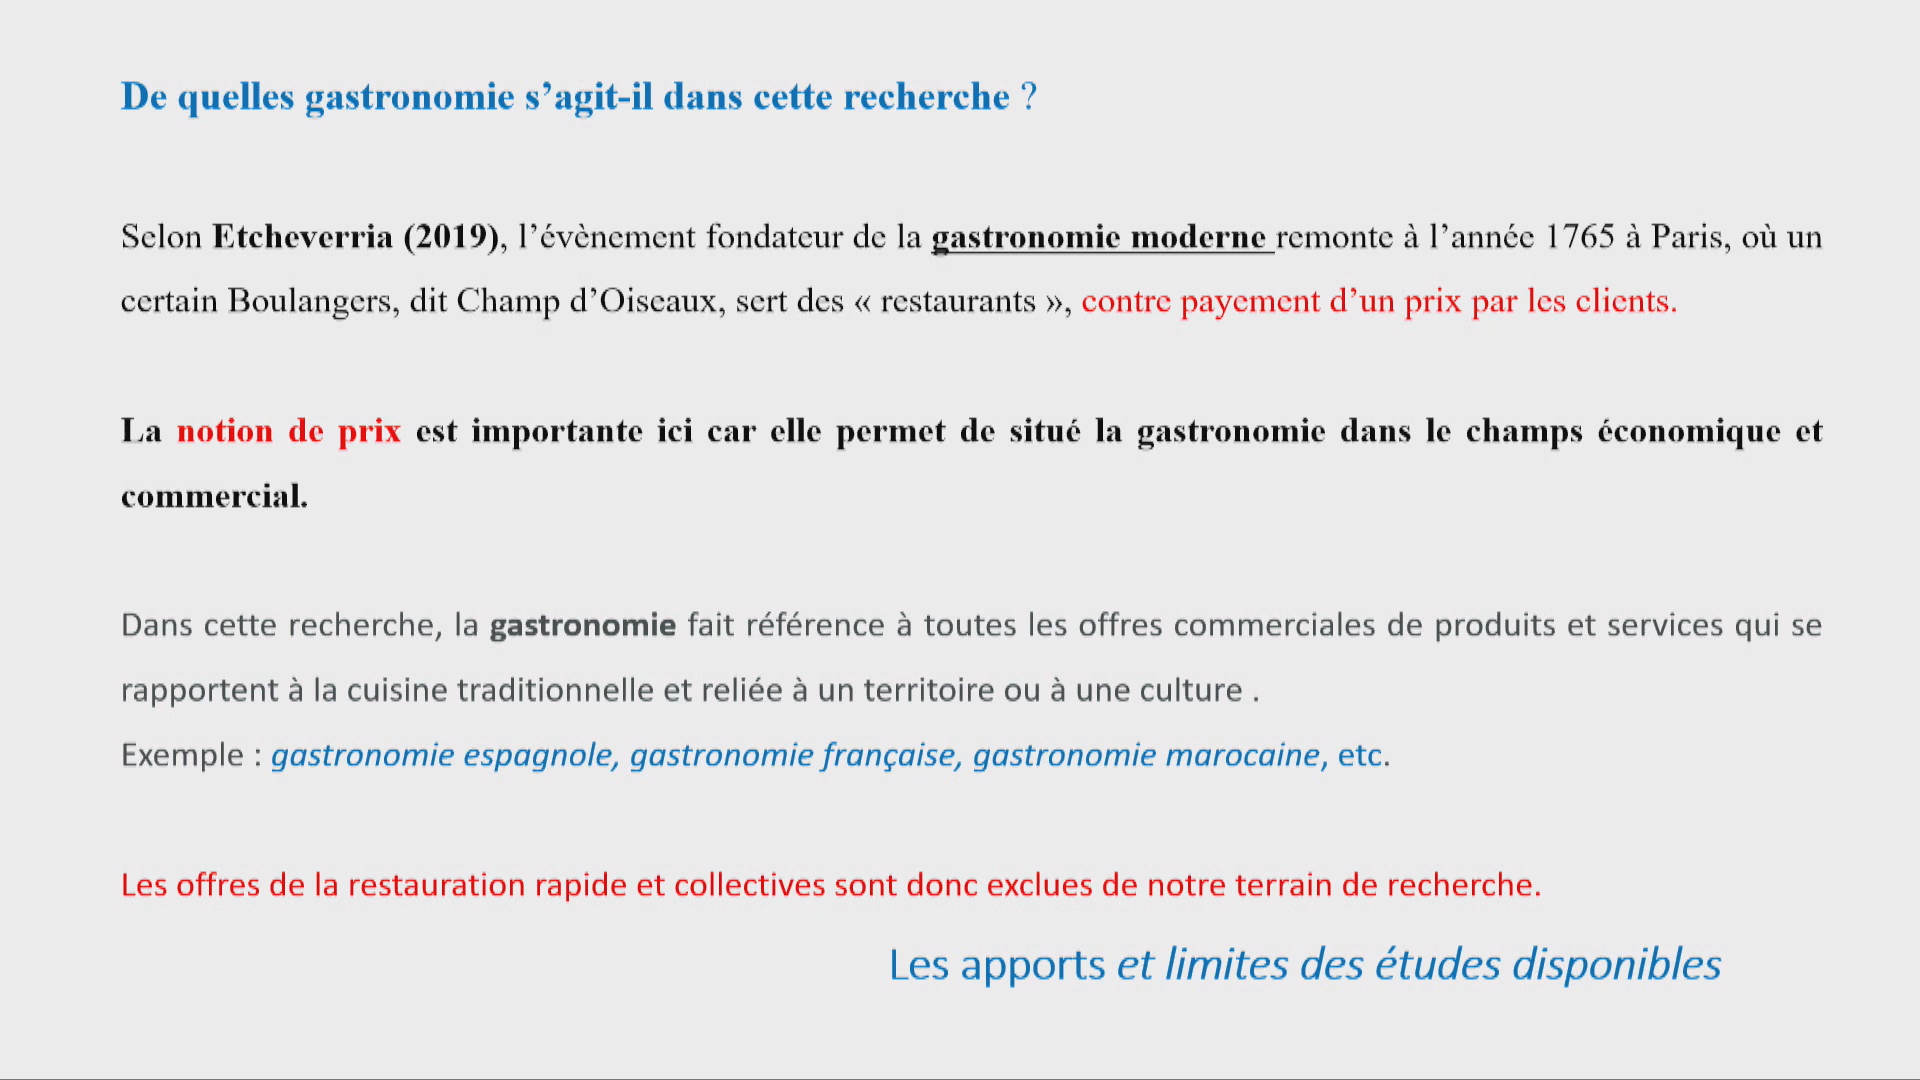 De quelles gastronomie s’agit-il dans cette recherche ?
Selon Etcheverria (2019), l’évènement fondateur de la gastronomie moderne remonte à l’année 1765 à Paris, où un
certain Boulangers, dit Champ d’Oiseaux, sert des « restaurants », contre payement d’un prix par les clients.
La notion de prix est importante ici car elle permet de situé la gastronomie dans le champs économique et
commercial.
Dans cette recherche, la gastronomie fait référence à toutes les offres commerciales de produits et services qui se
rapportent à la cuisine traditionnelle et reliée à un territoire ou à une culture .
Exemple : gastronomie espagnole, gastronomie française, gastronomie marocaine, etc.
Les offres de la restauration rapide et collectives sont donc exclues de notre terrain de recherche.
Les apports et limites des études disponibles